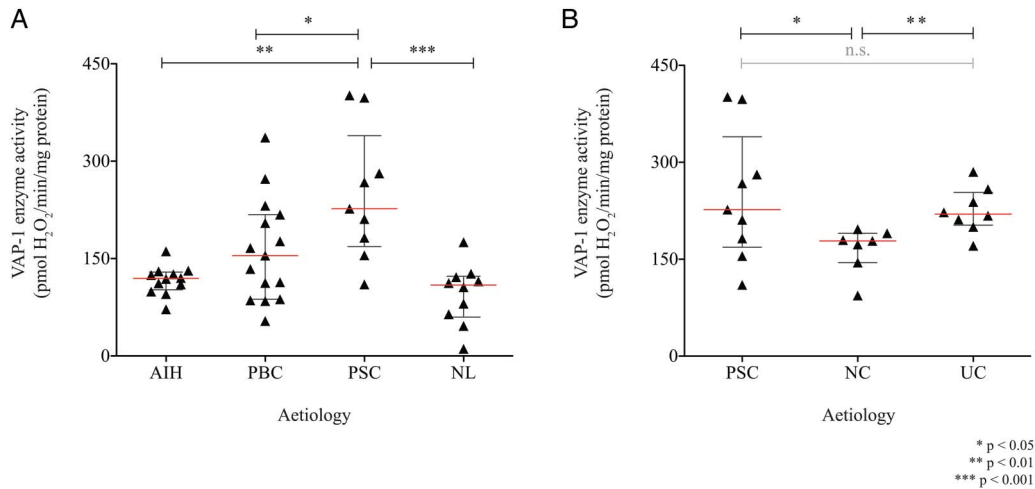 A
B
*
**
***
*
**
n.s.
VAP-1 enzyme activity
(pmol H2O2/min/mg protein)
450
300
150
0
AIH
PBC
PSC
NL
Aetiology
VAP-1 enzyme activity
(pmol H2O2/min/mg protein)
450
300
150
0
PSC
NC
UC
Aetiology
* p < 0.05
** p < 0.01
*** p < 0.001